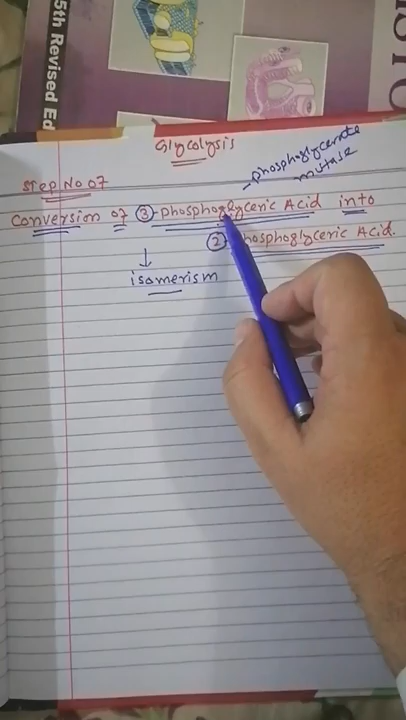 5th Revised Ed
Glycolysis
- phosphoglycerate
mutase
Step No 07
Conversion of ③-phosphoglyceric Acid into
② phosphoglyceric Acid.
↓
isomerism